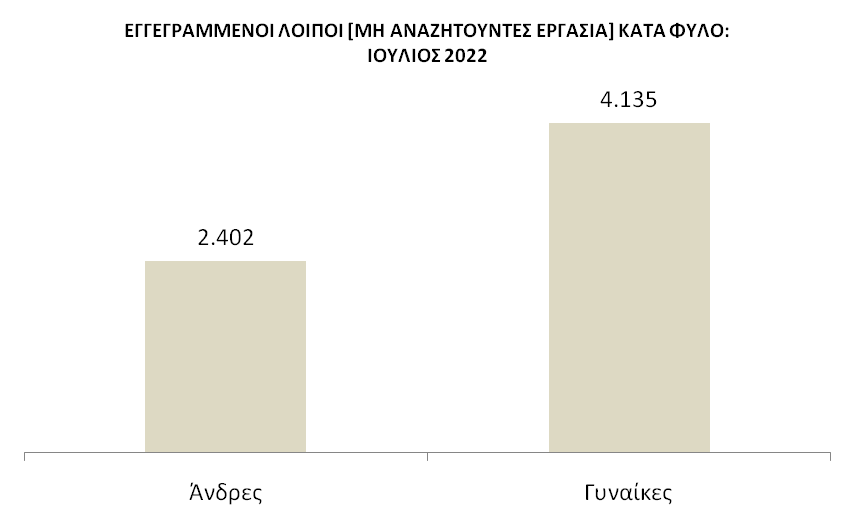 ΕΓΓΕΓΡΑΜΜΕΝΟΙ ΛΟΙΠΟΙ [ΜΗ ΑΝΑΖΗΤΟΥΝΤΕΣ ΕΡΓΑΣΙΑ] ΚΑΤΑ ΦΥΛΟ:
ΙΟΥΛΙΟΣ 2022
4.135
2.402
Άνδρες
Γυναίκες